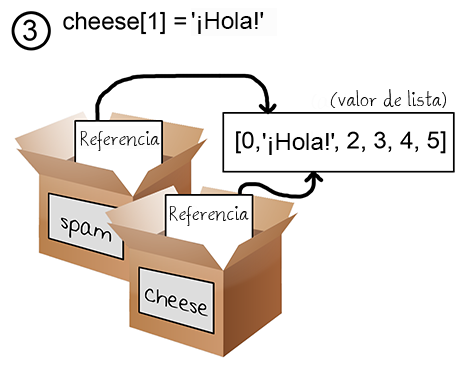 3 cheese[1] = '¡Hola!'
(valor de lista)
Referencia
[0,'¡Hola!', 2, 3, 4, 5]
Referencia
spam
Cheese